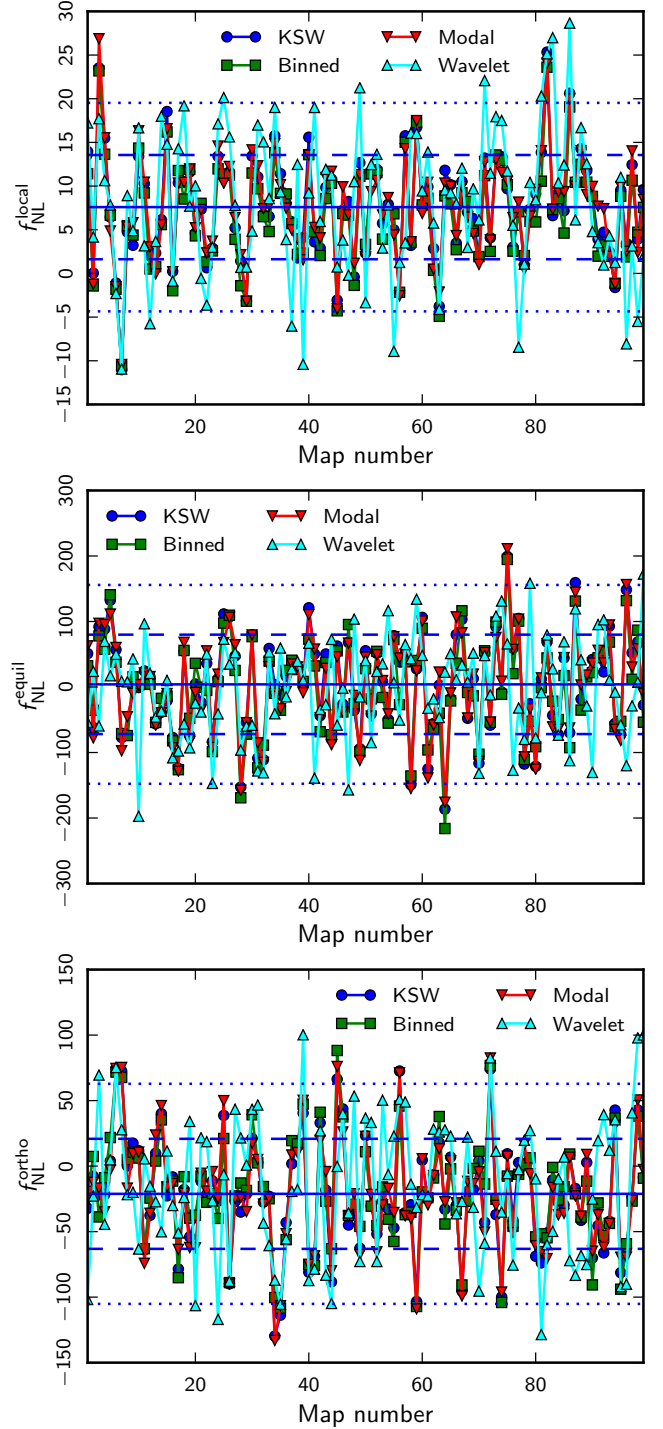 30
25
20
15
10
5
0
−5
−10
−15
f_NL^local
KSW
Modal
Binned
Wavelet
20 40 60 80
Map number
300
200
100
0
−100
−200
−300
f_NL^equil
KSW
Modal
Binned
Wavelet
20 40 60 80
Map number
150
100
50
0
−50
−100
−150
f_NL^ortho
KSW
Modal
Binned
Wavelet
20 40 60 80
Map number